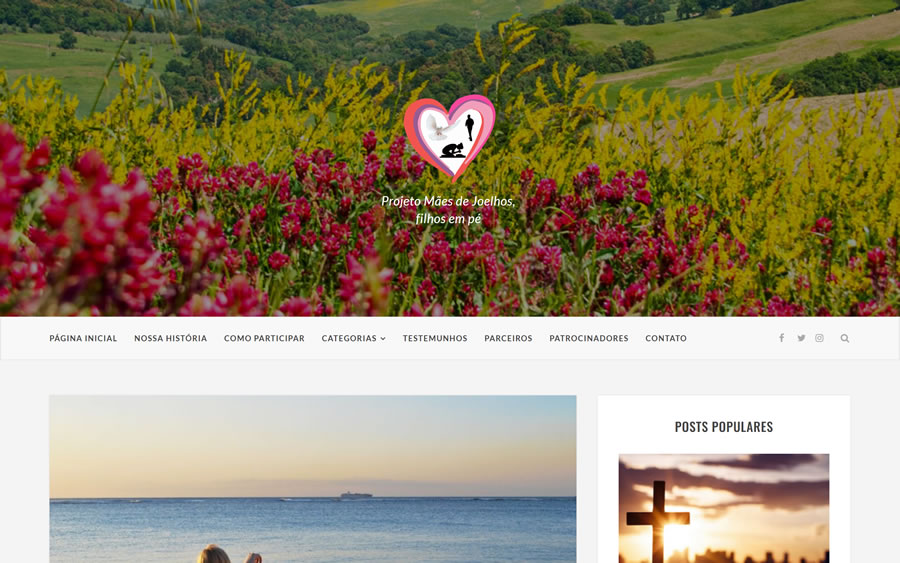 Projeto Mães de Joelhos,
filhos em pé
PÁGINA INICIAL NOSSA HISTÓRIA COMO PARTICIPAR CATEGORIAS TESTEMUNHOS PARCEIROS PATROCINADORES CONTATO
POSTS POPULARES